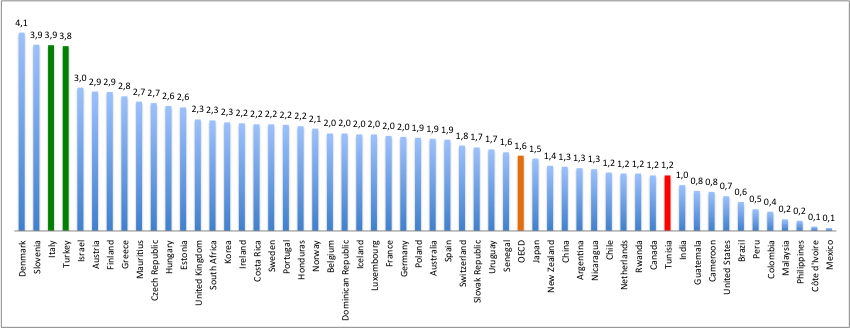 4,1
3,9
3,9
3,8
3,0
2,9
2,9
2,8
2,7
2,7
2,6
2,6
2,3
2,3
2,3
2,2
2,2
2,2
2,2
2,2
2,1
2,0
2,0
2,0
2,0
2,0
2,0
1,9
1,9
1,9
1,8
1,7
1,7
1,6
1,6
1,5
1,4
1,3
1,3
1,3
1,2
1,2
1,2
1,2
1,2
1,0
0,8
0,8
0,7
0,6
0,5
0,4
0,2
0,2
0,1
0,1
Denmark
Slovenia
Italy
Turkey
Israel
Austria
Finland
Greece
Mauritius
Czech Republic
Hungary
Estonia
United Kingdom
South Africa
Korea
Ireland
Costa Rica
Sweden
Portugal
Honduras
Norway
Belgium
Dominican Republic
Iceland
Luxembourg
France
Germany
Poland
Australia
Spain
Switzerland
Slovak Republic
Uruguay
Senegal
OECD
Japan
New Zealand
China
Argentina
Nicaragua
Chile
Netherlands
Rwanda
Canada
Tunisia
India
Guatemala
Cameroon
United States
Brazil
Peru
Colombia
Malaysia
Philippines
Côte d'Ivoire
Mexico